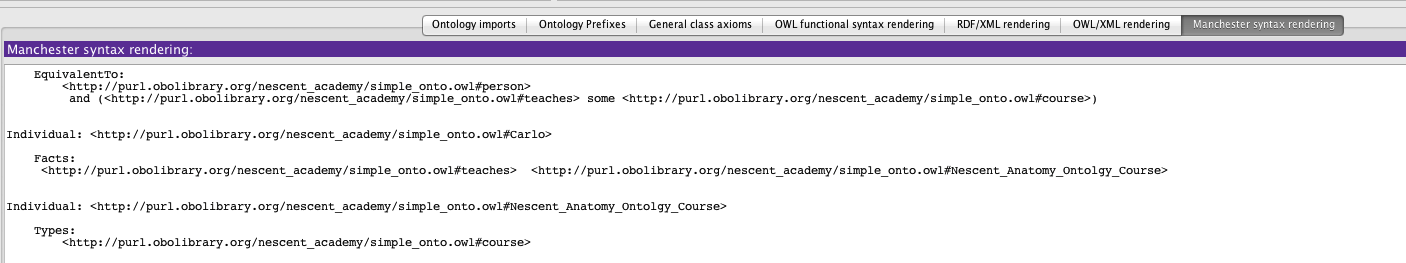 Ontology imports
Ontology Prefixes
General class axioms
OWL functional syntax rendering
RDF/XML rendering
OWL/XML rendering
Manchester syntax rendering
Manchester syntax rendering:
EquivalentTo:
<http://purl.obolibrary.org/nescent_academy/simple_onto.owl#person>
and (<http://purl.obolibrary.org/nescent_academy/simple_onto.owl#teaches> some <http://purl.obolibrary.org/nescent_academy/simple_onto.owl#course>)
Individual: <http://purl.obolibrary.org/nescent_academy/simple_onto.owl#Carlo>
Facts:
<http://purl.obolibrary.org/nescent_academy/simple_onto.owl#teaches>  <http://purl.obolibrary.org/nescent_academy/simple_onto.owl#Nescent_Anatomy_Ontolgy_Course>
Individual: <http://purl.obolibrary.org/nescent_academy/simple_onto.owl#Nescent_Anatomy_Ontolgy_Course>
Types:
<http://purl.obolibrary.org/nescent_academy/simple_onto.owl#course>